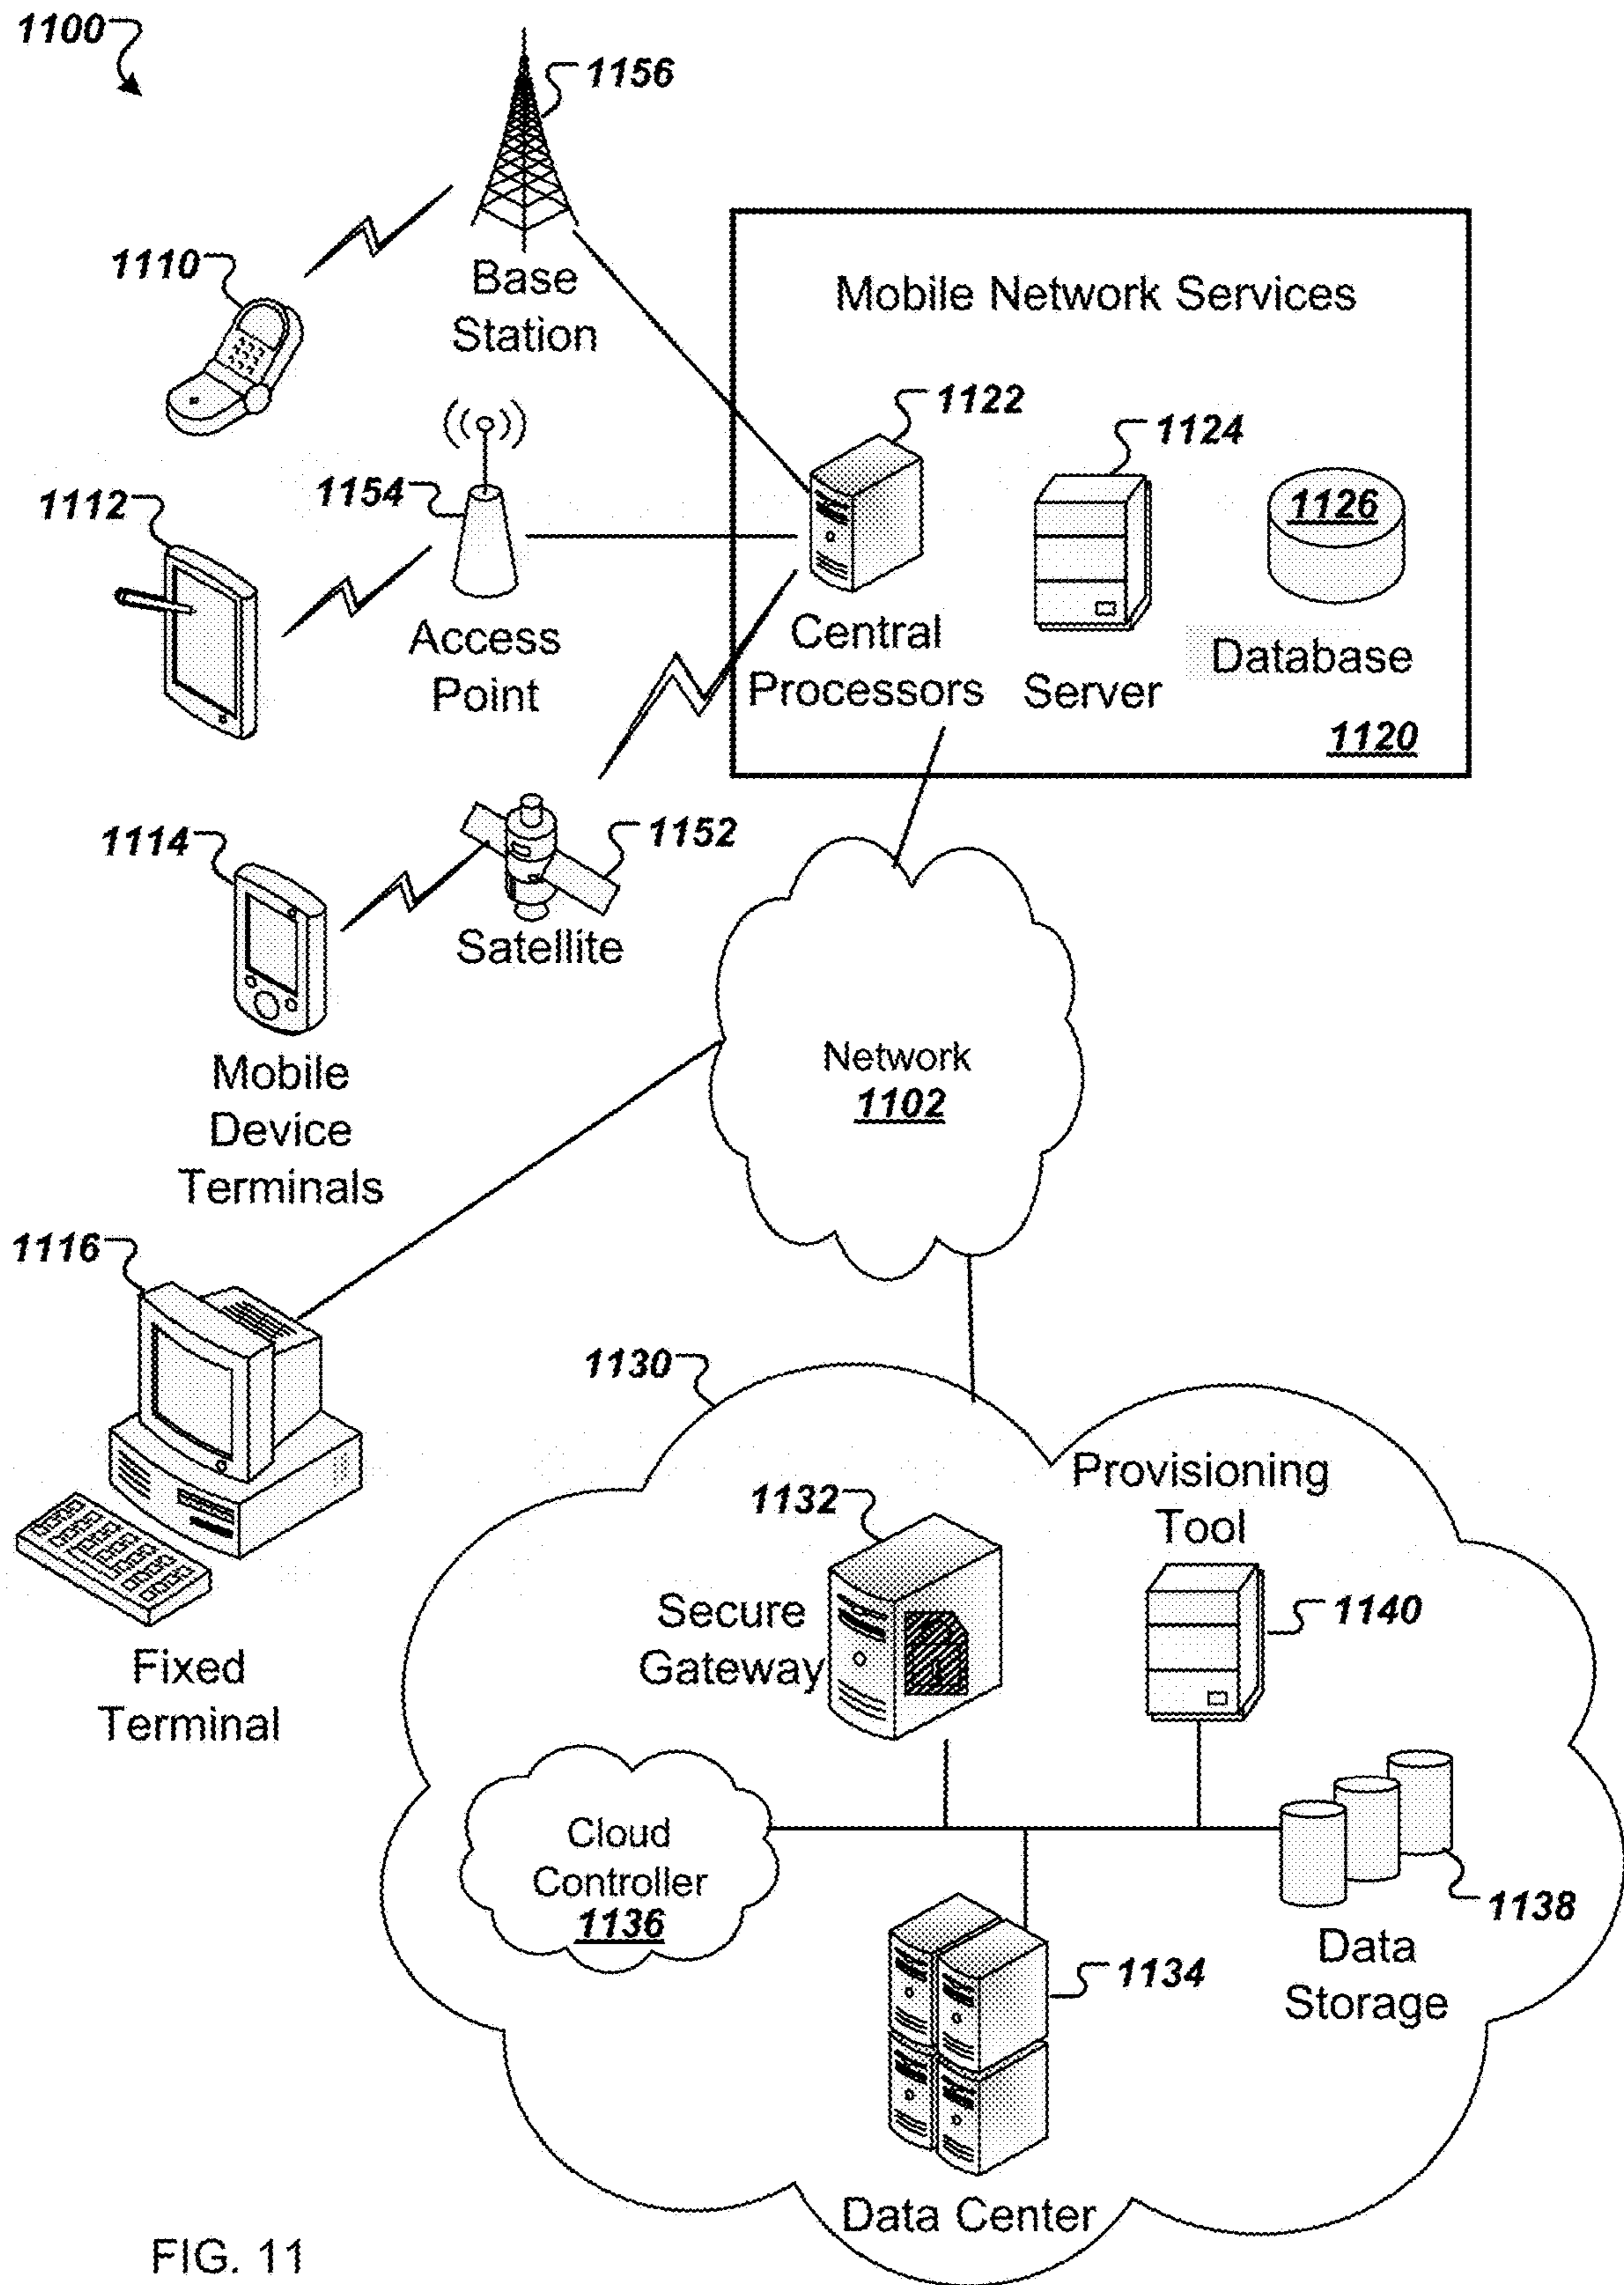 1100
1156
1110
Base
Station
Mobile Network Services
1122
1124
1126
1112
1154
Access
Point
Central
Processors
Server
Database
1120
1114
1152
Satellite
Mobile
Device
Terminals
Network
1102
1116
Fixed
Terminal
1130
Provisioning
Tool
1132
Secure
Gateway
1140
Cloud
Controller
1136
1138
Data
Storage
1134
Data Center
FIG. 11